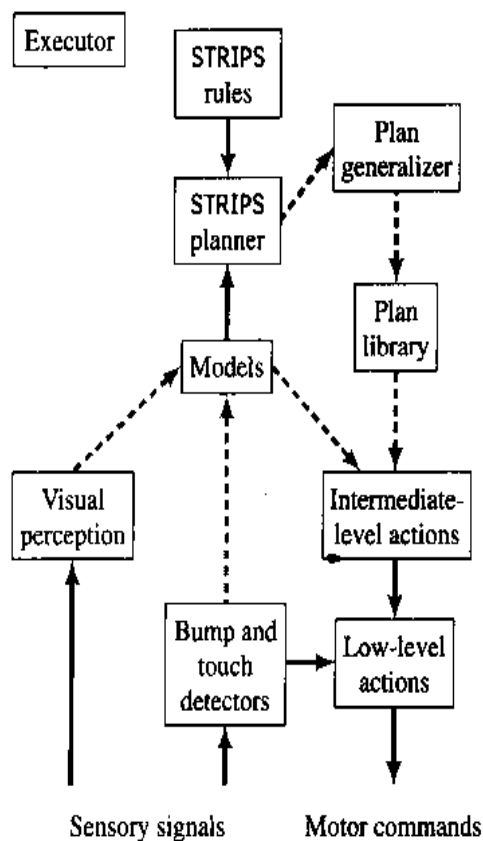 Executor
STRIPS
rules
Plan
generalizer
STRIPS
planner
Plan
library
Models
Visual
perception
Intermediate-
level actions
Bump and
touch
detectors
Low-level
actions
Sensory signals
Motor commands